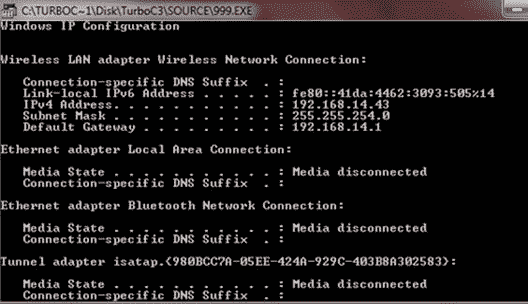 C:\TURBOC~1\Disk\TurboC3\SOURCE\999.EXE
Windows IP Configuration
Wireless LAN adapter Wireless Network Connection:
Connection-specific DNS Suffix . :
Link-local IPv6 Address . . . . . : fe80::41da:4462:3093:505%14
IPv4 Address. . . . . . . . . . . : 192.168.14.43
Subnet Mask . . . . . . . . . . . : 255.255.254.0
Default Gateway . . . . . . . . . : 192.168.14.1
Ethernet adapter Local Area Connection:
Media State . . . . . . . . . . . : Media disconnected
Connection-specific DNS Suffix . :
Ethernet adapter Bluetooth Network Connection:
Media State . . . . . . . . . . . : Media disconnected
Connection-specific DNS Suffix . :
Tunnel adapter isatap.{980BCC7A-05EE-424A-929C-403B8A302583}:
Media State . . . . . . . . . . . : Media disconnected
Connection-specific DNS Suffix . :